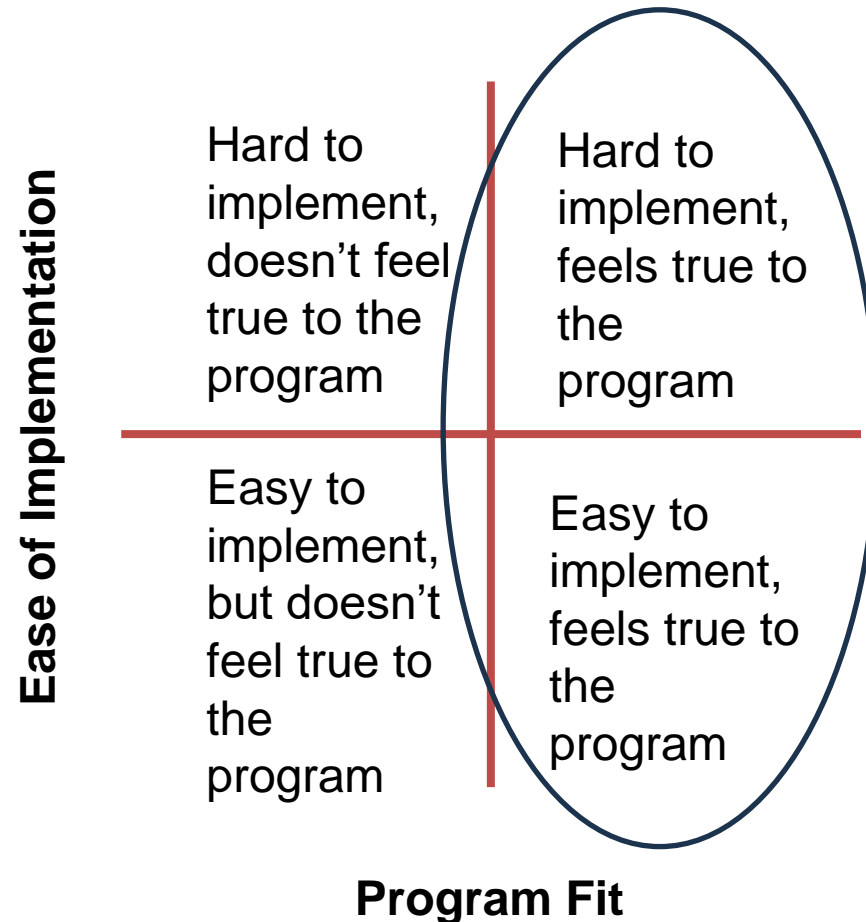 Ease of Implementation
Hard to
implement,
doesn’t feel
true to the
program
Hard to
implement,
feels true to
the
program
Easy to
implement,
but doesn’t
feel true to
the
program
Easy to
implement,
feels true to
the
program
Program Fit